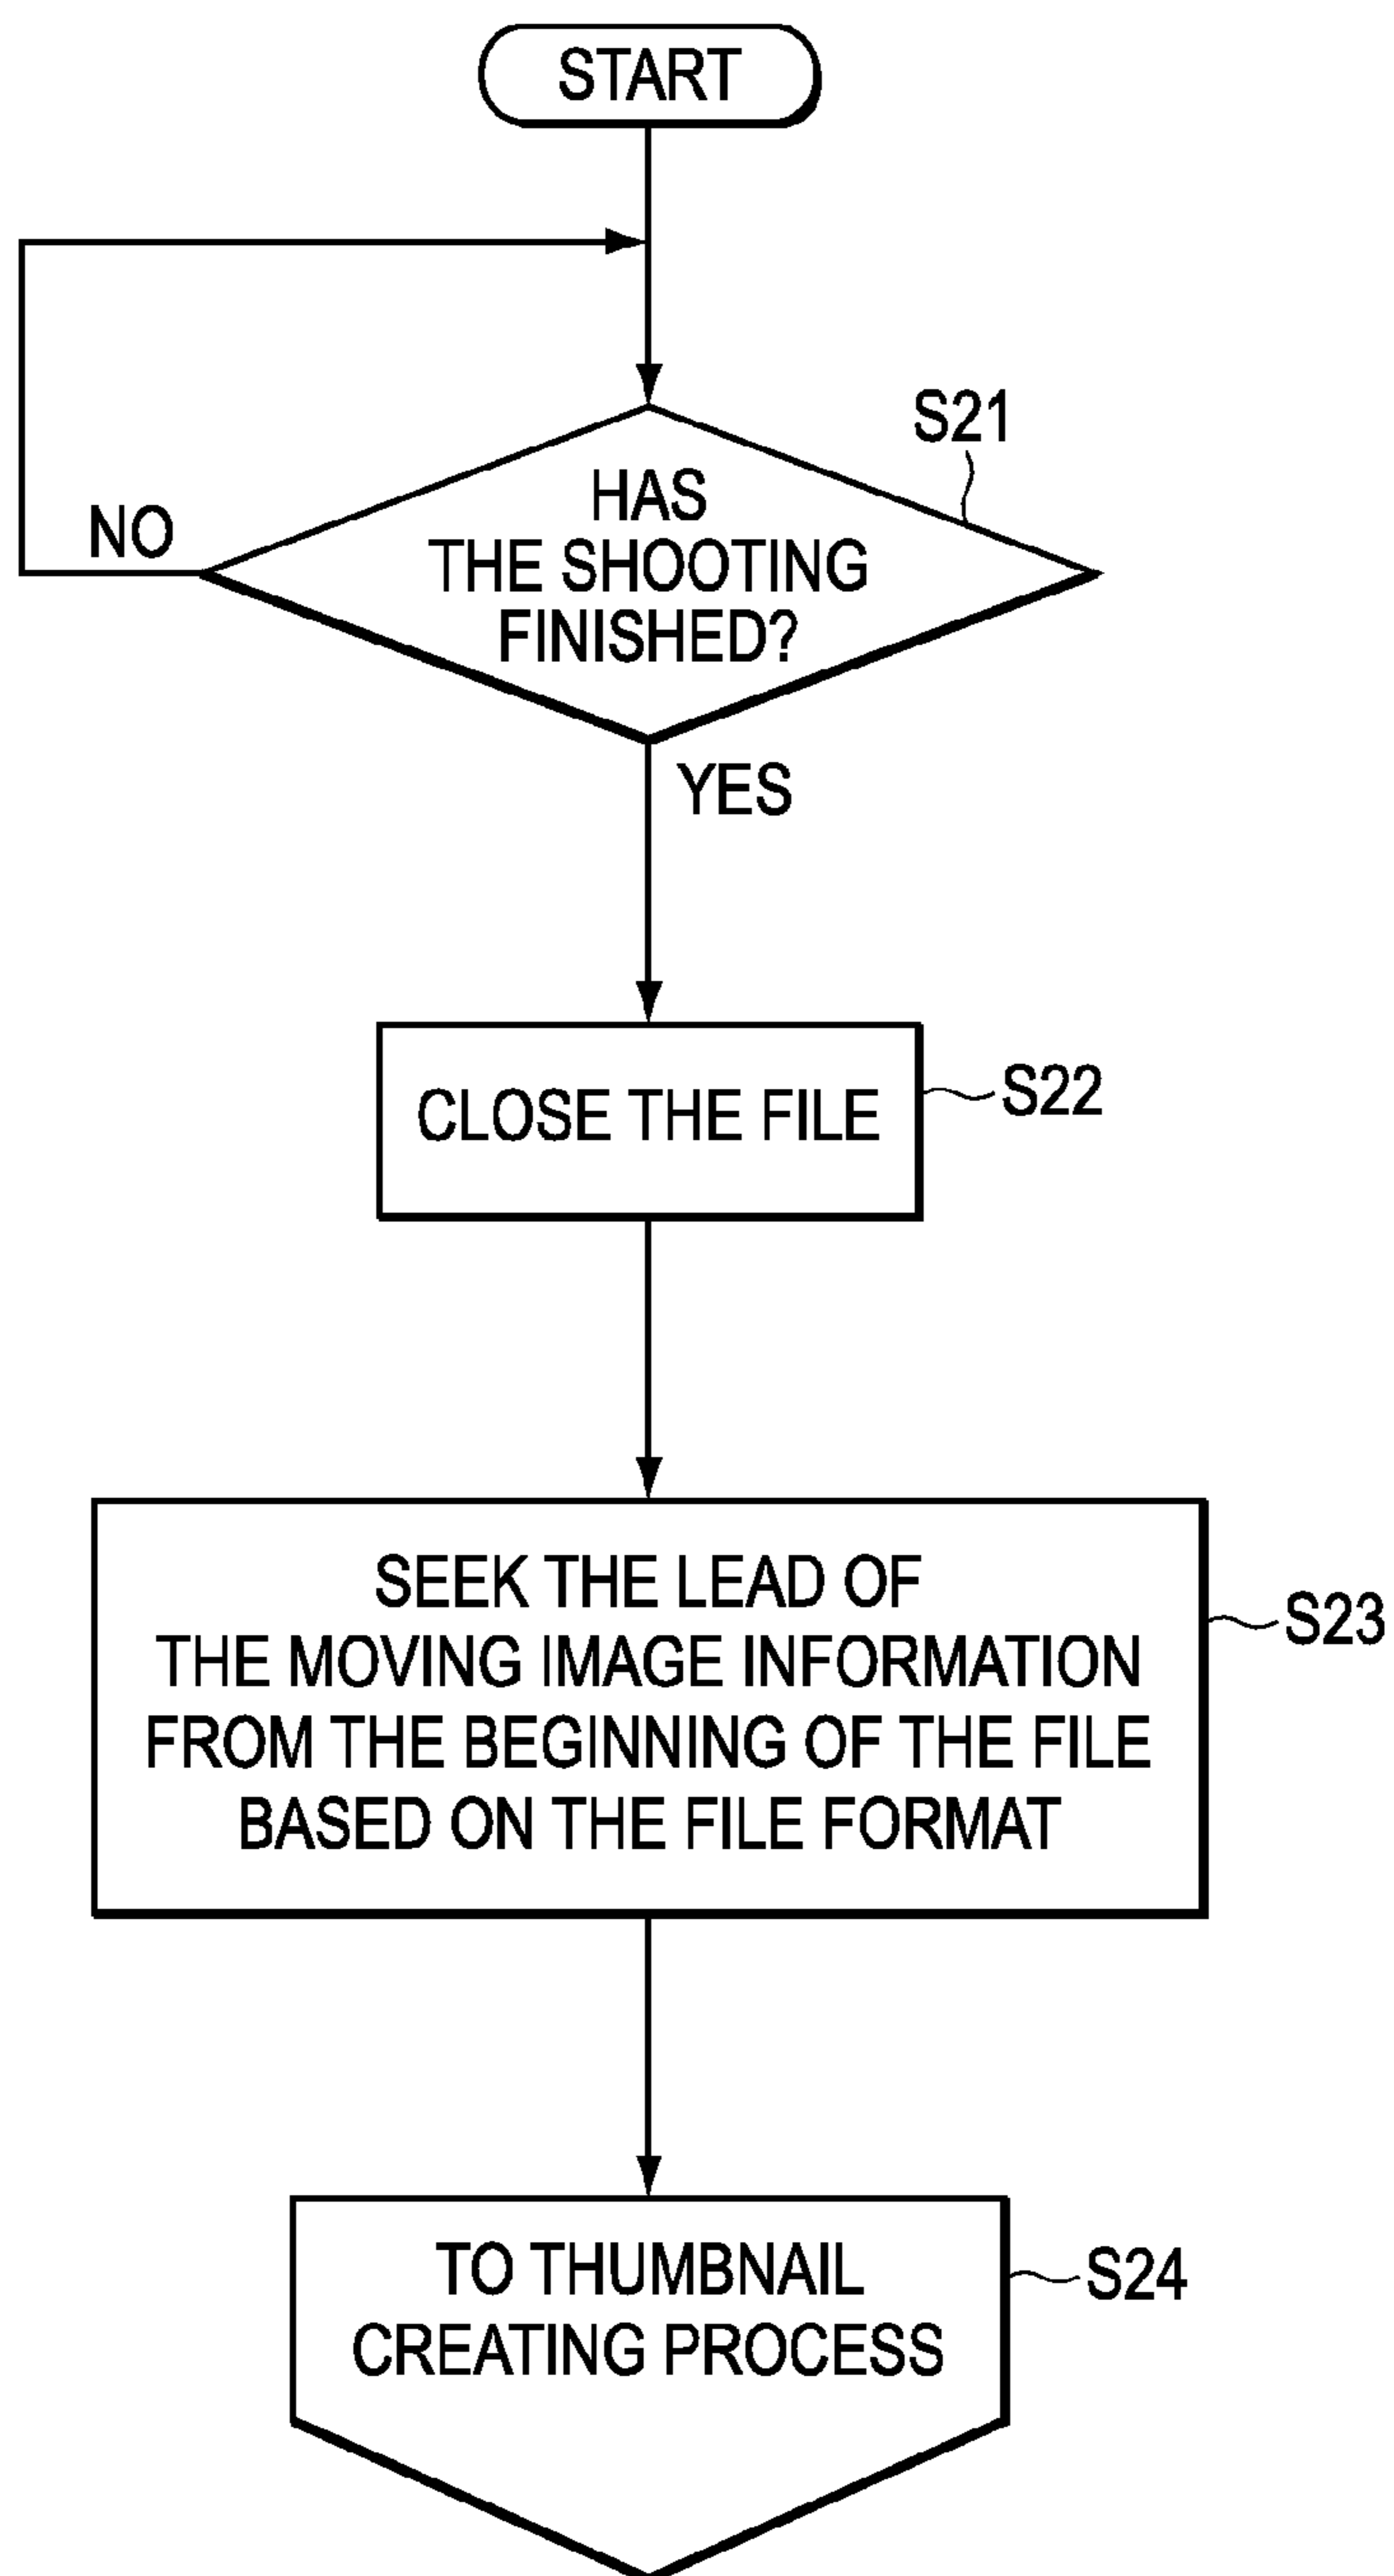 START
S21
HAS
THE SHOOTING
FINISHED?
NO
YES
CLOSE THE FILE
S22
SEEK THE LEAD OF
THE MOVING IMAGE INFORMATION
FROM THE BEGINNING OF THE FILE
BASED ON THE FILE FORMAT
S23
TO THUMBNAIL
CREATING PROCESS
S24